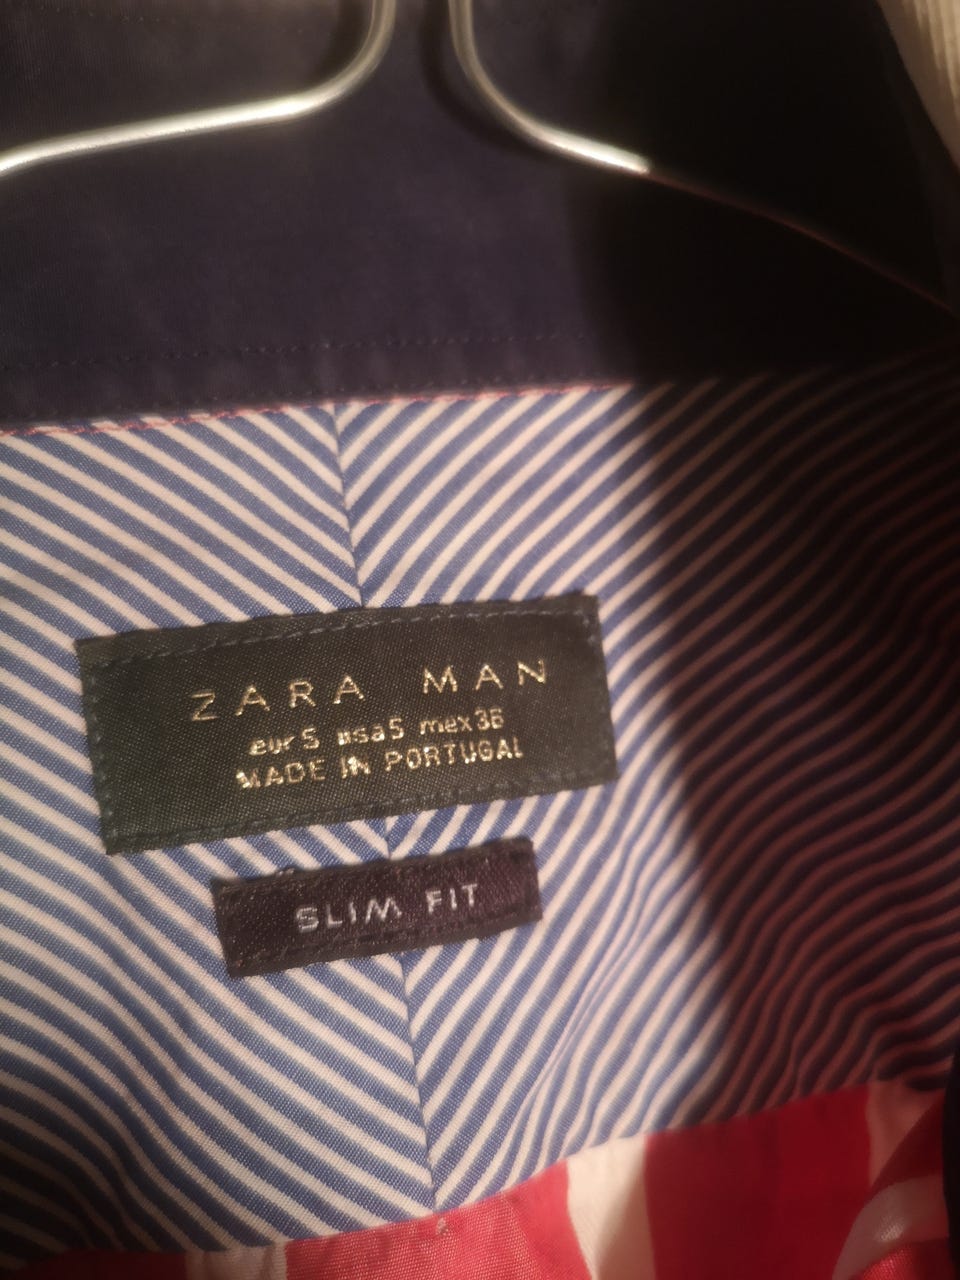 ZARA MAN
eur S usa S mex 36
MADE IN PORTUGAL
SLIM FIT